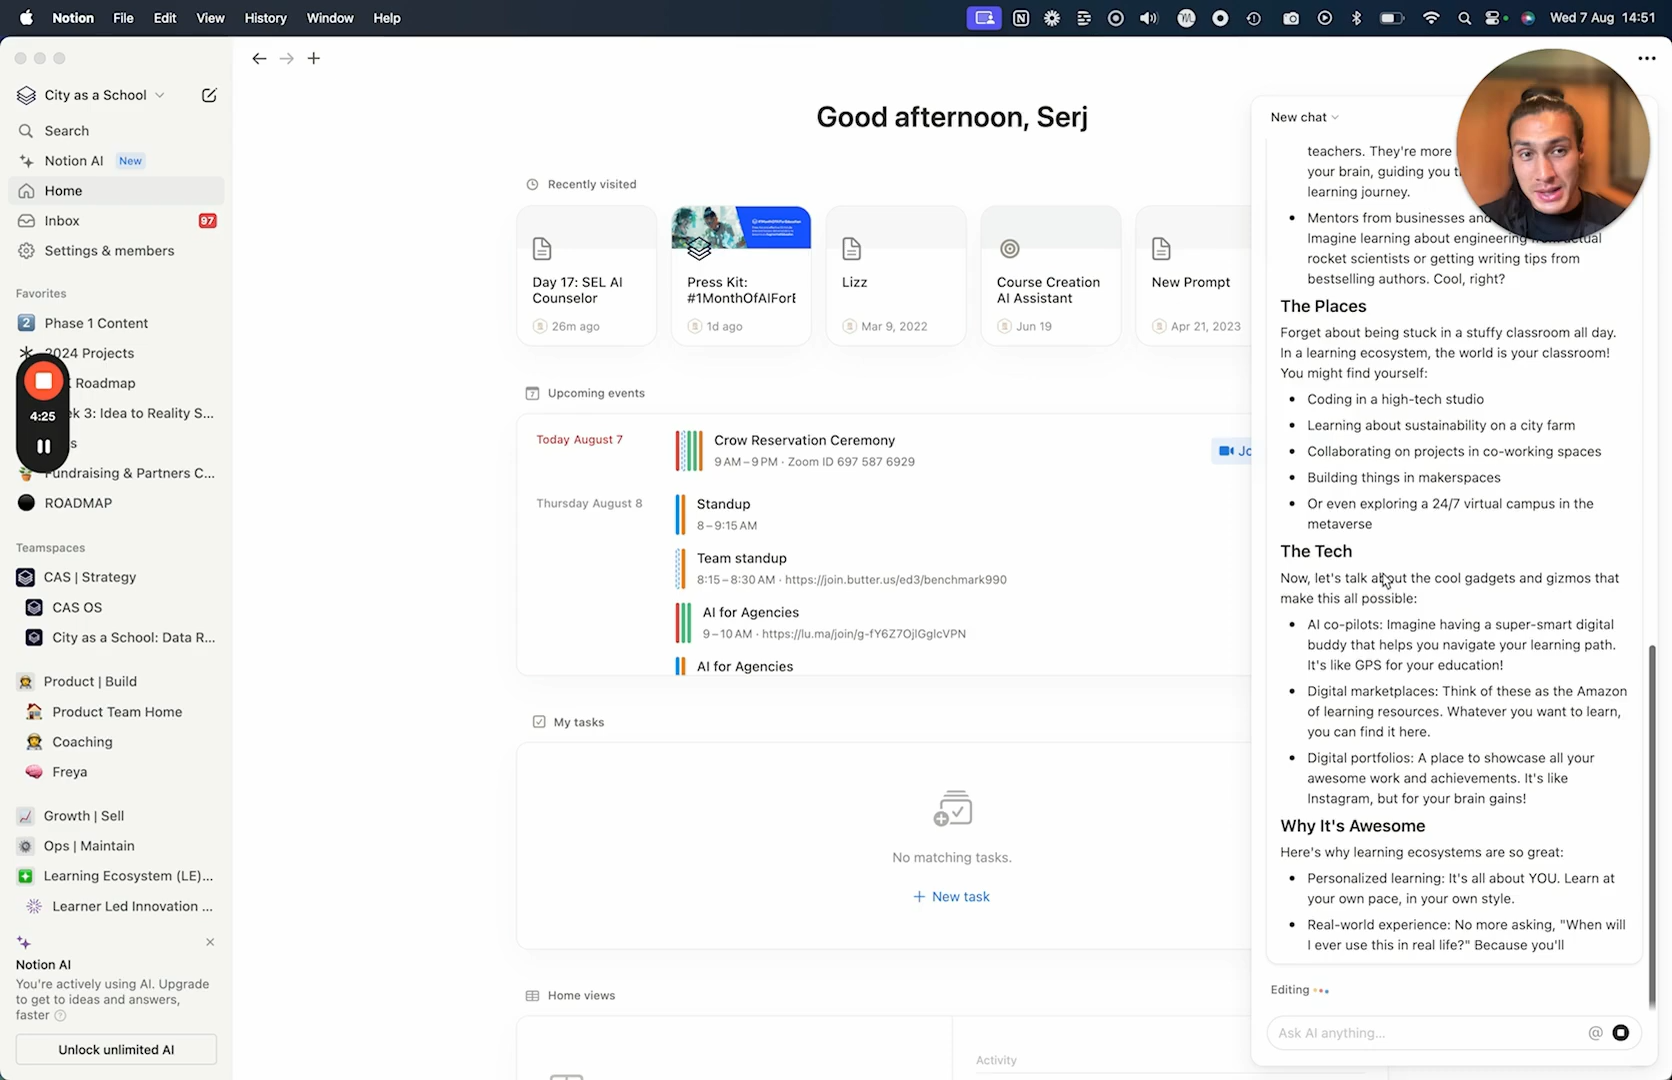 Notion File Edit View History Window Help
Wed 7 Aug 14:51
City as a School
Search
Notion AI New
Home
Inbox 97
Settings & members
Favorites
2 Phase 1 Content
2024 Projects
Roadmap
ek 3: Idea to Reality S...
s
Fundraising & Partners C...
ROADMAP
4:25
Teamspaces
CAS | Strategy
CAS OS
City as a School: Data R...
Product | Build
Product Team Home
Coaching
Freya
Growth | Sell
Ops | Maintain
Learning Ecosystem (LE)...
Learner Led Innovation ...
Notion AI
You're actively using AI. Upgrade
to get to ideas and answers,
faster
Unlock unlimited AI
Good afternoon, Serj
Recently visited
Day 17: SEL AI
Counselor
26m ago
Press Kit:
#1MonthOfAIForE
1d ago
Lizz
Mar 9, 2022
Course Creation
AI Assistant
Jun 19
New Prompt
Apr 21, 2023
Upcoming events
Today August 7
Crow Reservation Ceremony
9 AM – 9 PM · Zoom ID 697 587 6929
Jo
Thursday August 8
Standup
8 – 9:15 AM
Team standup
8:15 – 8:30 AM · https://join.butter.us/ed3/benchmark990
AI for Agencies
9 – 10 AM · https://lu.ma/join/g-fY6Z7OjlGglcVPN
AI for Agencies
My tasks
No matching tasks.
+ New task
Home views
Activity
New chat
teachers. They're more
your brain, guiding you
learning journey.
• Mentors from businesses and
Imagine learning about engineering from actual
rocket scientists or getting writing tips from
bestselling authors. Cool, right?
The Places
Forget about being stuck in a stuffy classroom all day.
In a learning ecosystem, the world is your classroom!
You might find yourself:
• Coding in a high-tech studio
• Learning about sustainability on a city farm
• Collaborating on projects in co-working spaces
• Building things in makerspaces
• Or even exploring a 24/7 virtual campus in the
metaverse
The Tech
Now, let's talk about the cool gadgets and gizmos that
make this all possible:
• AI co-pilots: Imagine having a super-smart digital
buddy that helps you navigate your learning path.
It's like GPS for your education!
• Digital marketplaces: Think of these as the Amazon
of learning resources. Whatever you want to learn,
you can find it here.
• Digital portfolios: A place to showcase all your
awesome work and achievements. It's like
Instagram, but for your brain gains!
Why It's Awesome
Here's why learning ecosystems are so great:
• Personalized learning: It's all about YOU. Learn at
your own pace, in your own style.
• Real-world experience: No more asking, "When will
I ever use this in real life?" Because you'll
Editing
Ask AI anything...